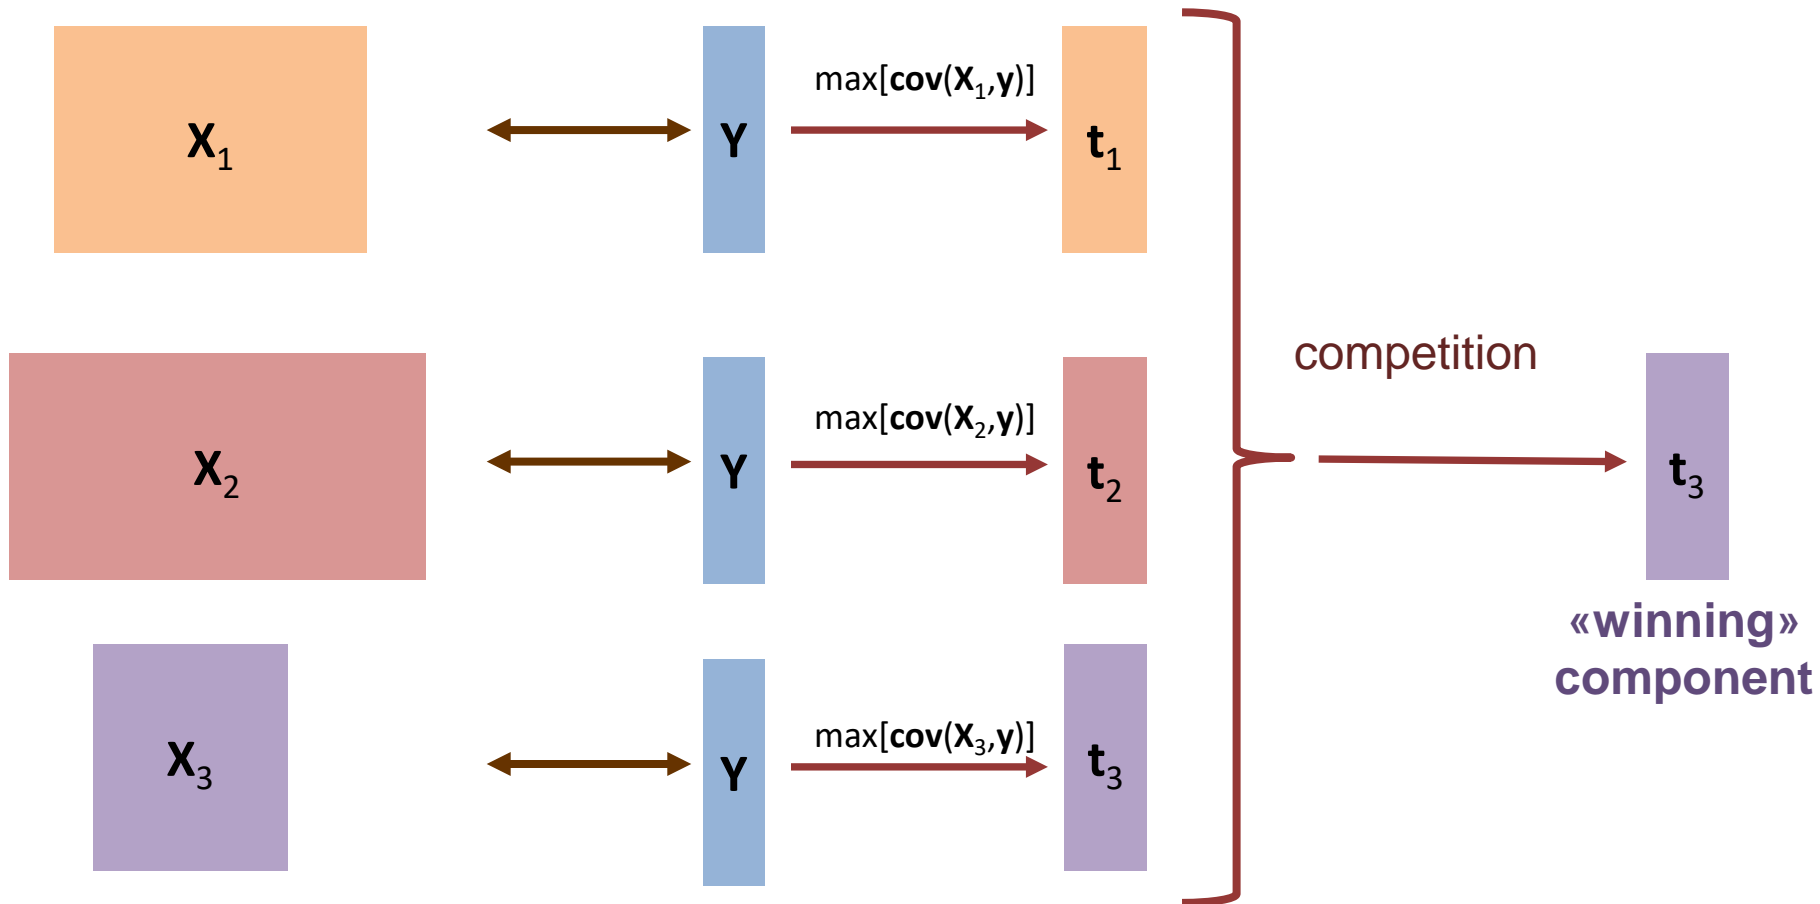 X₁
Y
max[cov(X₁,y)]
t₁
X₂
Y
max[cov(X₂,y)]
t₂
competition
t₃
«winning»
component
X₃
Y
max[cov(X₃,y)]
t₃